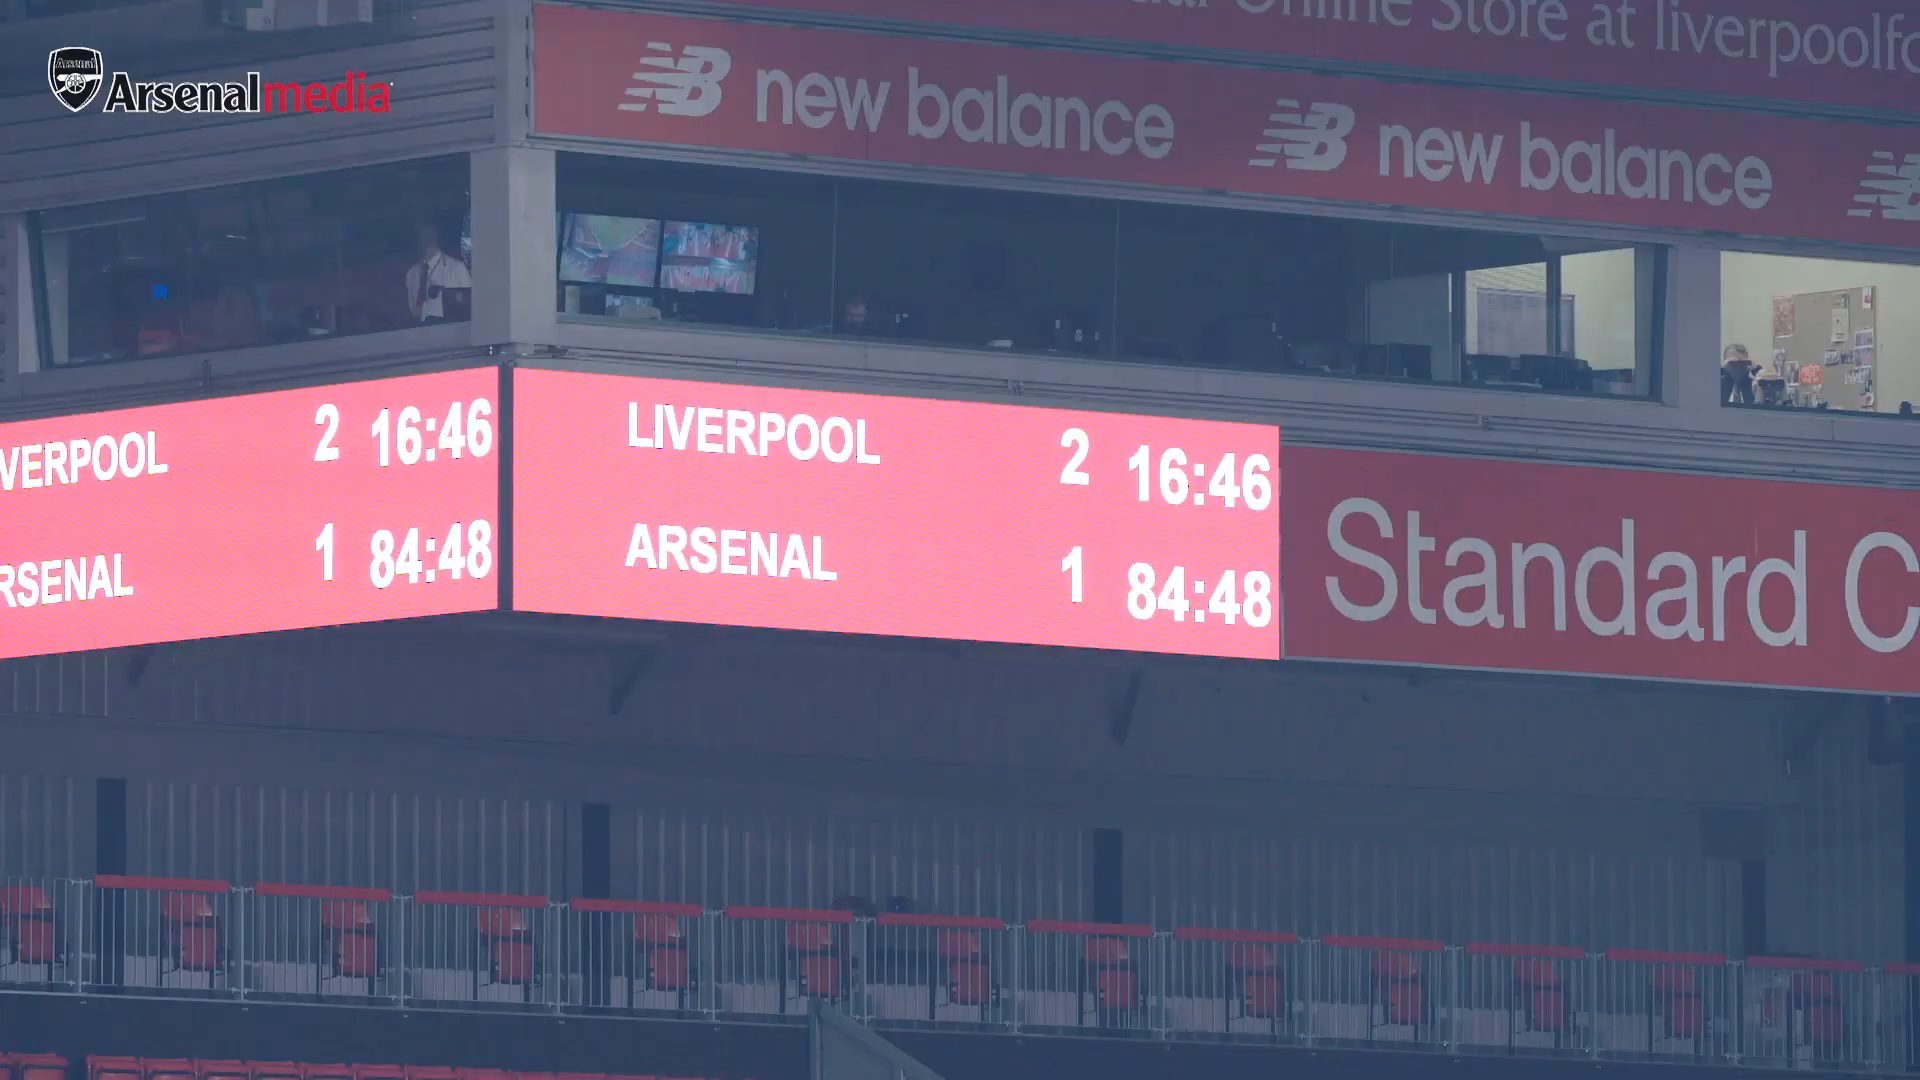 Arsenal
Arsenalmedia
Online Store at liverpoolfc
new balance new balance
VERPOOL 2 16:46
RSENAL 1 84:48
LIVERPOOL 2 16:46
ARSENAL 1 84:48
Standard C